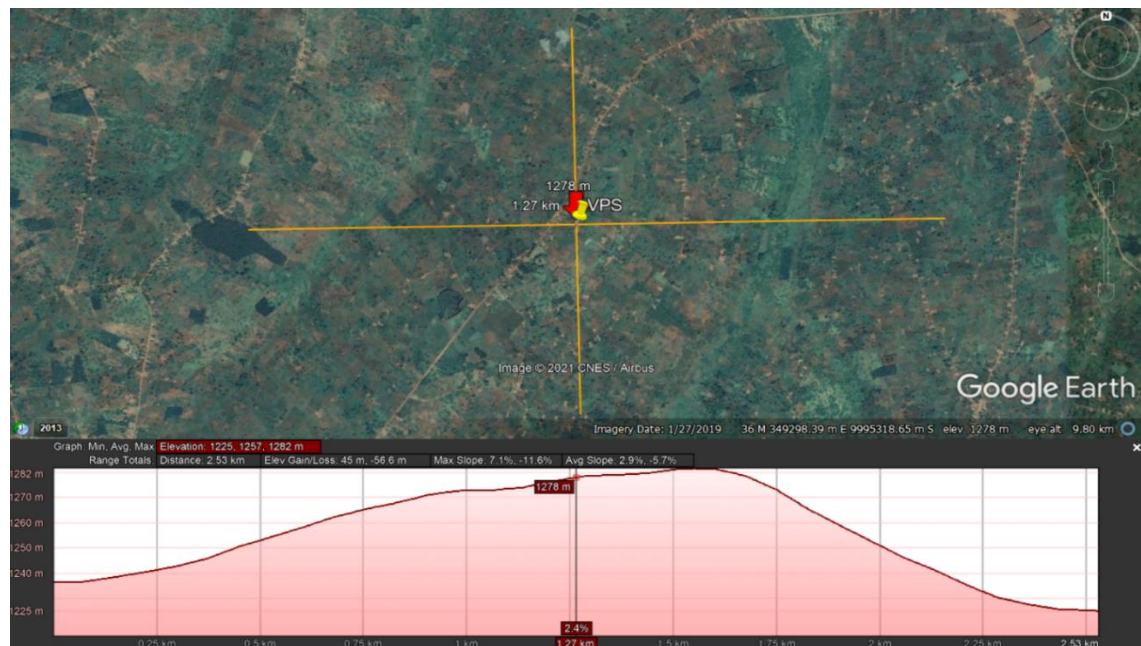 N
1278 m
1.27 km VPS
Image © 2021 CNES / Airbus
Google Earth
2013
Imagery Date: 1/27/2019 36 M 349298.39 m E 9995318.65 m S elev 1278 m eye alt 9.80 km
Graph: Min, Avg, Max Elevation: 1225, 1257, 1282 m
Range Totals: Distance: 2.53 km Elev Gain/Loss: 45 m, -56.6 m Max Slope: 7.1%, -11.6% Avg Slope: 2.9%, -5.7%
1282 m
1278 m
1270 m
1260 m
1250 m
1240 m
1225 m
2.4%
0.25 km 0.5 km 0.75 km 1 km 1.27 km 1.5 km 1.75 km 2 km 2.25 km 2.53 km